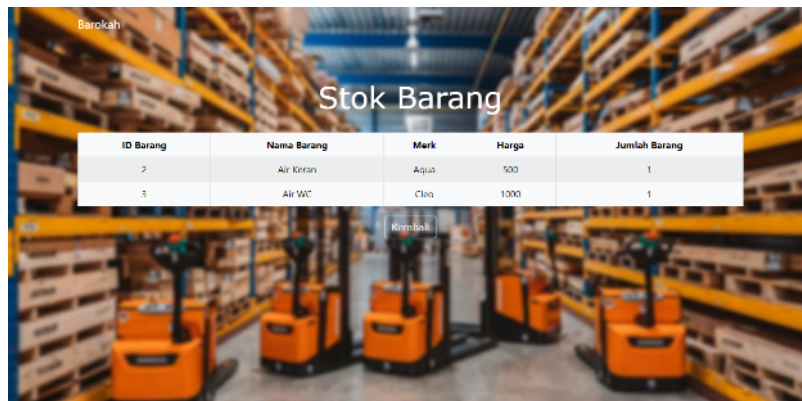 Barokah
Stok Barang
ID Barang Nama Barang Merk Harga Jumlah Barang
2 Air Keran Aqua 500 1
3 Air WC Cleo 1000 1
Kembali